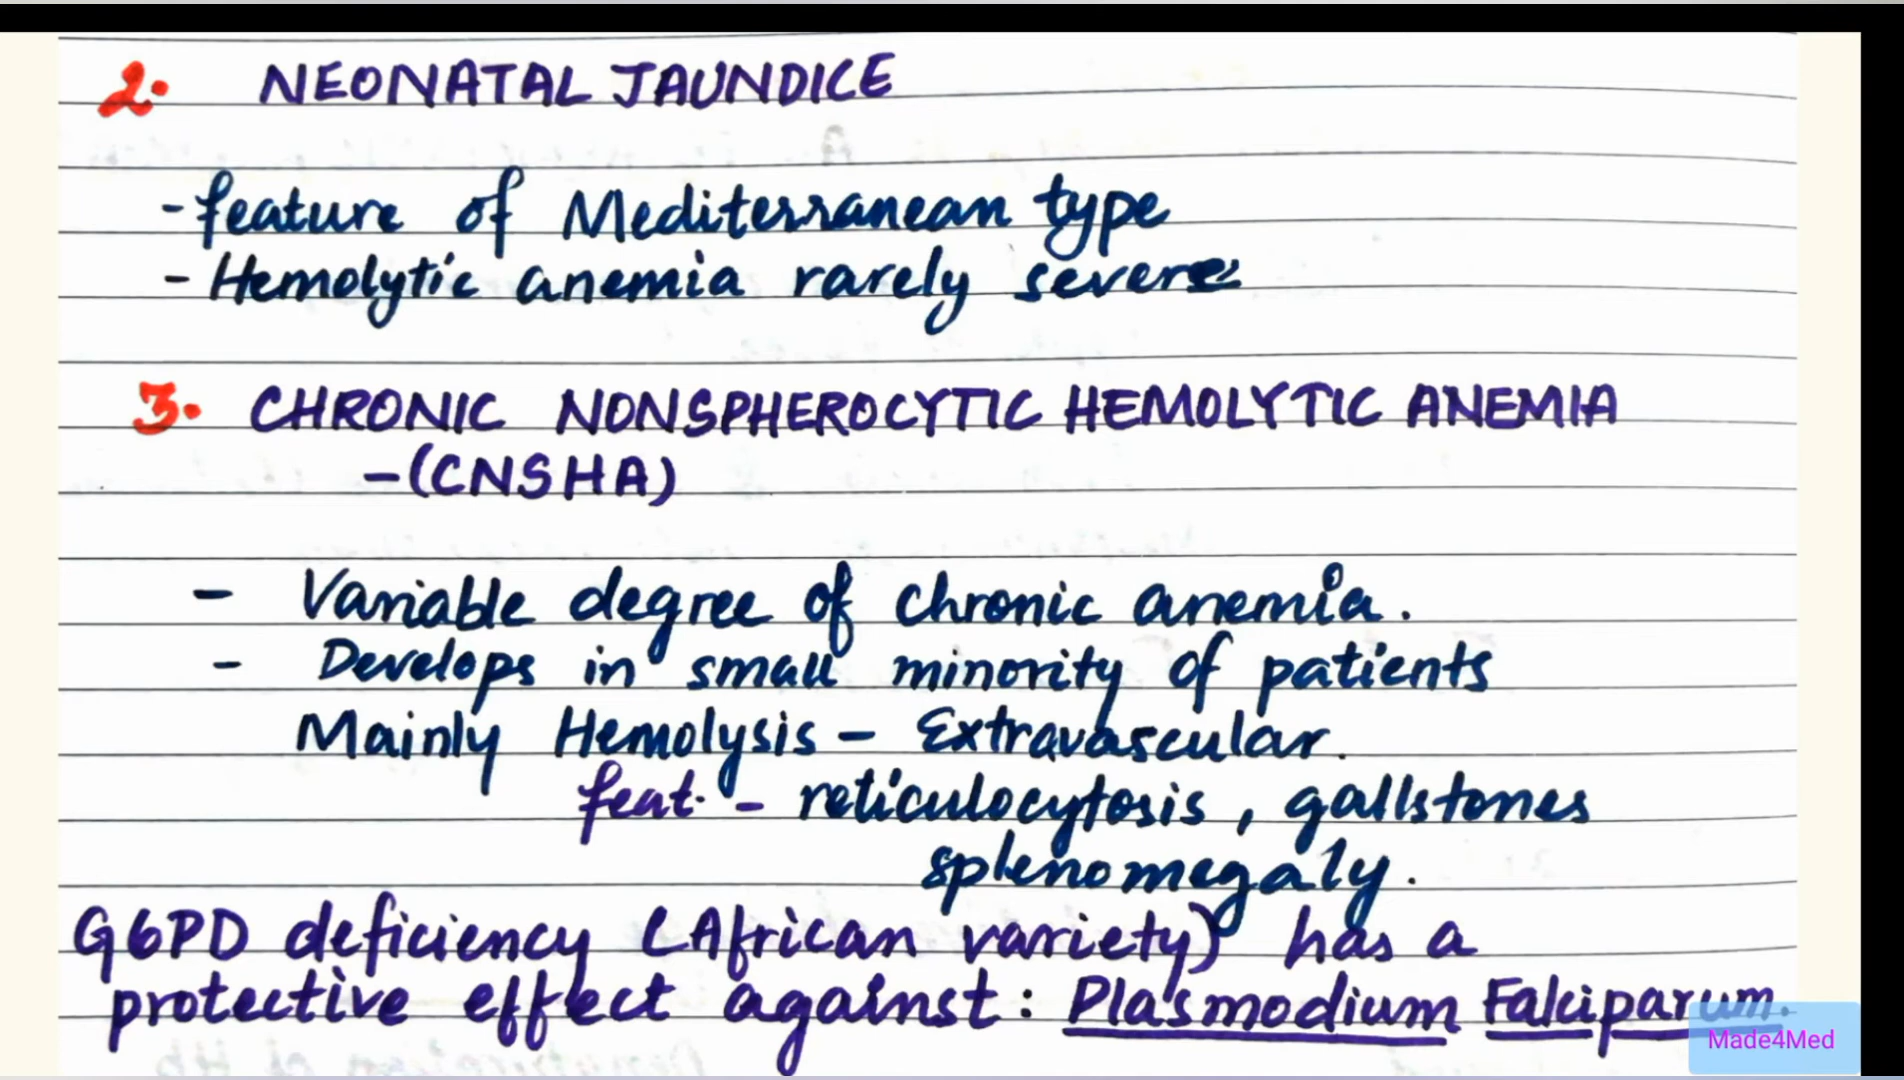 2. NEONATAL JAUNDICE
- feature of Mediterranean type
- Hemolytic anemia rarely severe
3. CHRONIC NONSPHEROCYTIC HEMOLYTIC ANEMIA
- (CNSHA)
- Variable degree of chronic anemia.
- Develops in small minority of patients
Mainly Hemolysis - Extravascular.
feat. - reticulocytosis, gallstones
splenomegaly.
G6PD deficiency (African variety) has a
protective effect against: Plasmodium Falciparum.
Made4Med